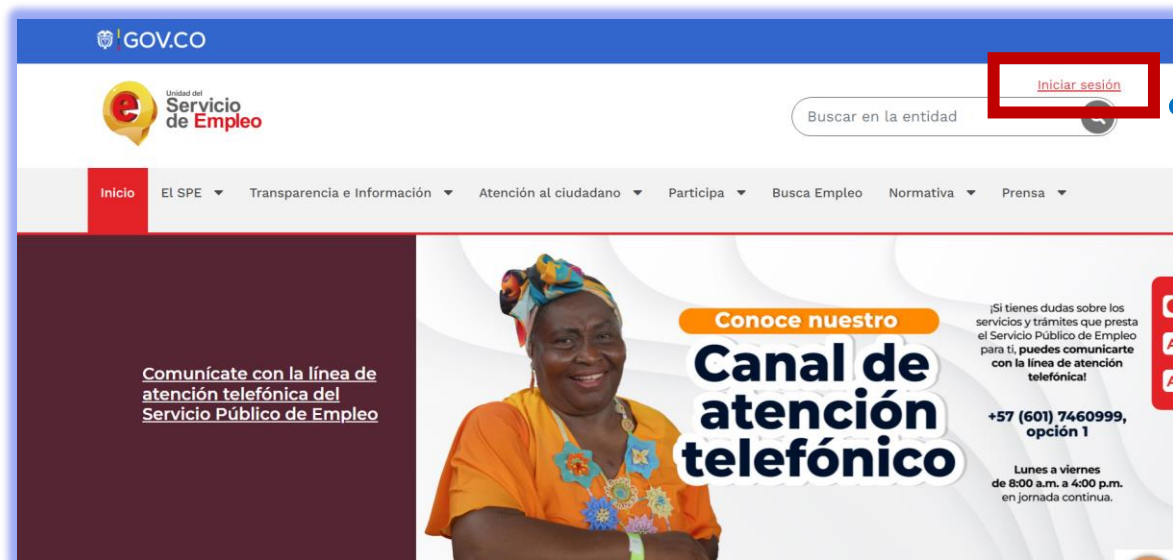 GOV.CO
Iniciar sesión
Unidad del
Servicio
de Empleo
Buscar en la entidad
Inicio El SPE Transparencia e Información Atención al ciudadano Participa Busca Empleo Normativa Prensa
Comunícate con la línea de
atención telefónica del
Servicio Público de Empleo
Conoce nuestro
Canal de
atención
telefónico
¡Si tienes dudas sobre los
servicios y trámites que presta
el Servicio Público de Empleo
para ti, puedes comunicarte
con la línea de atención
telefónica!
+57 (601) 7460999,
opción 1
Lunes a viernes
de 8:00 a.m. a 4:00 p.m.
en jornada continua.